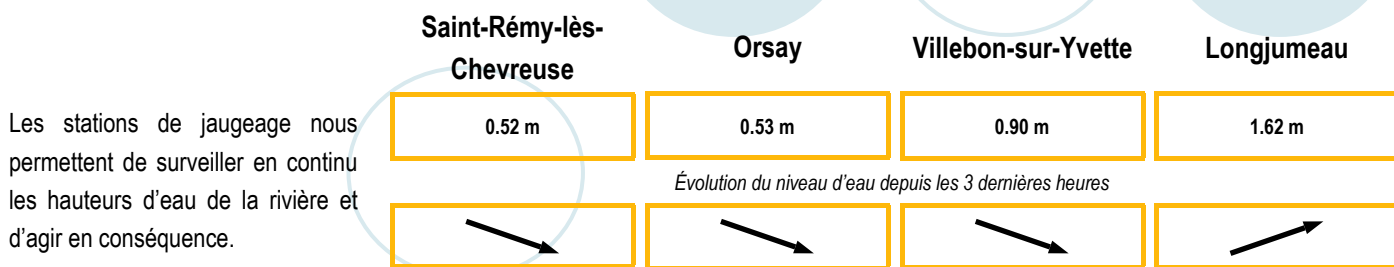 Saint-Rémy-lès-
Chevreuse
Orsay
Villebon-sur-Yvette
Longjumeau
Les stations de jaugeage nous
permettent de surveiller en continu
les hauteurs d’eau de la rivière et
d’agir en conséquence.
0.52 m
0.53 m
0.90 m
1.62 m
Évolution du niveau d’eau depuis les 3 dernières heures